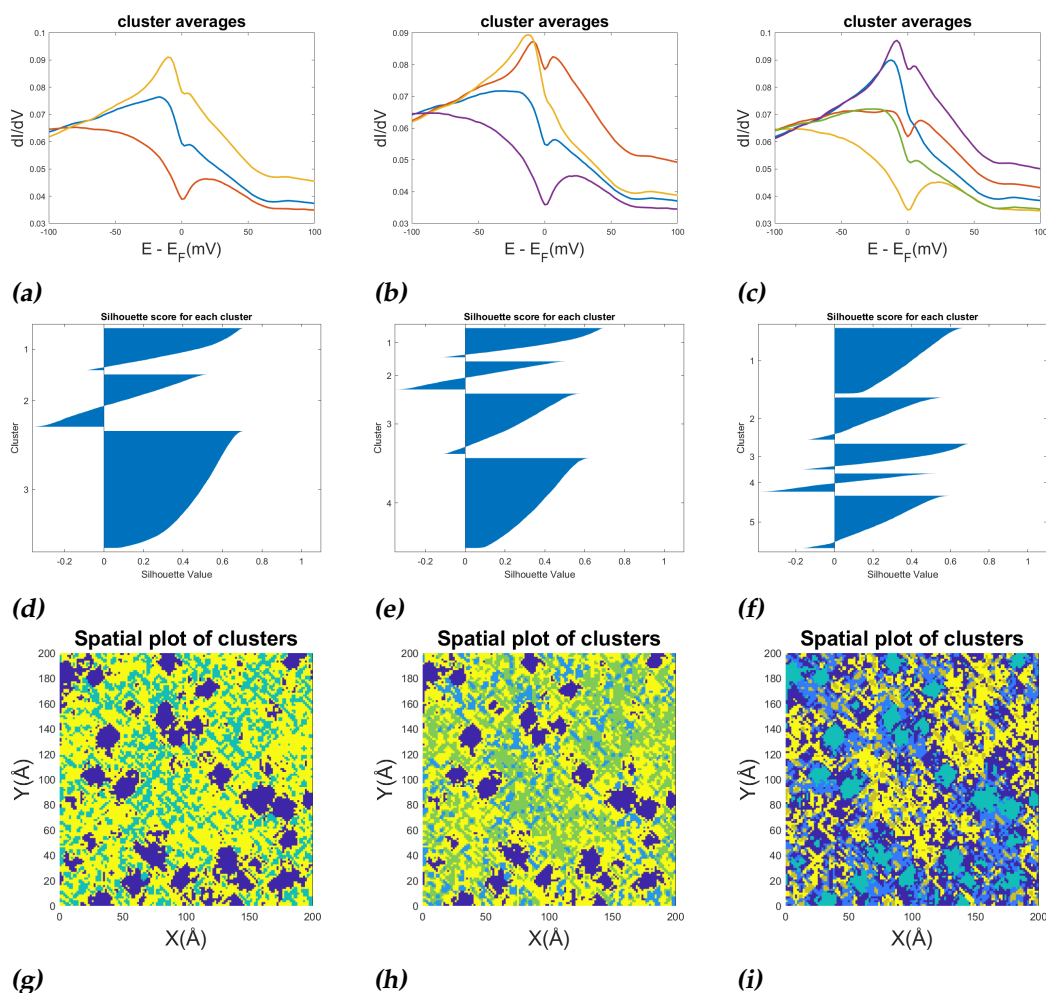 cluster averages
0.1
0.09
0.08
0.07
0.06
0.05
0.04
0.03
dI/dV
-100 -50 0 50 100
E - E_F(mV)
(a)
cluster averages
0.09
0.08
0.07
0.06
0.05
0.04
0.03
dI/dV
-100 -50 0 50 100
E - E_F(mV)
(b)
cluster averages
0.1
0.09
0.08
0.07
0.06
0.05
0.04
0.03
dI/dV
-100 -50 0 50 100
E - E_F(mV)
(c)
Silhouette score for each cluster
1
2
3
Cluster
-0.2 0 0.2 0.4 0.6 0.8 1
Silhouette Value
(d)
Silhouette score for each cluster
1
2
3
4
Cluster
-0.2 0 0.2 0.4 0.6 0.8 1
Silhouette Value
(e)
Silhouette score for each cluster
1
2
3
4
5
Cluster
-0.2 0 0.2 0.4 0.6 0.8 1
Silhouette Value
(f)
Spatial plot of clusters
200
180
160
140
120
100
80
60
40
20
0
Y(Å)
0 50 100 150 200
X(Å)
(g)
Spatial plot of clusters
200
180
160
140
120
100
80
60
40
20
0
Y(Å)
0 50 100 150 200
X(Å)
(h)
Spatial plot of clusters
200
180
160
140
120
100
80
60
40
20
0
Y(Å)
0 50 100 150 200
X(Å)
(i)